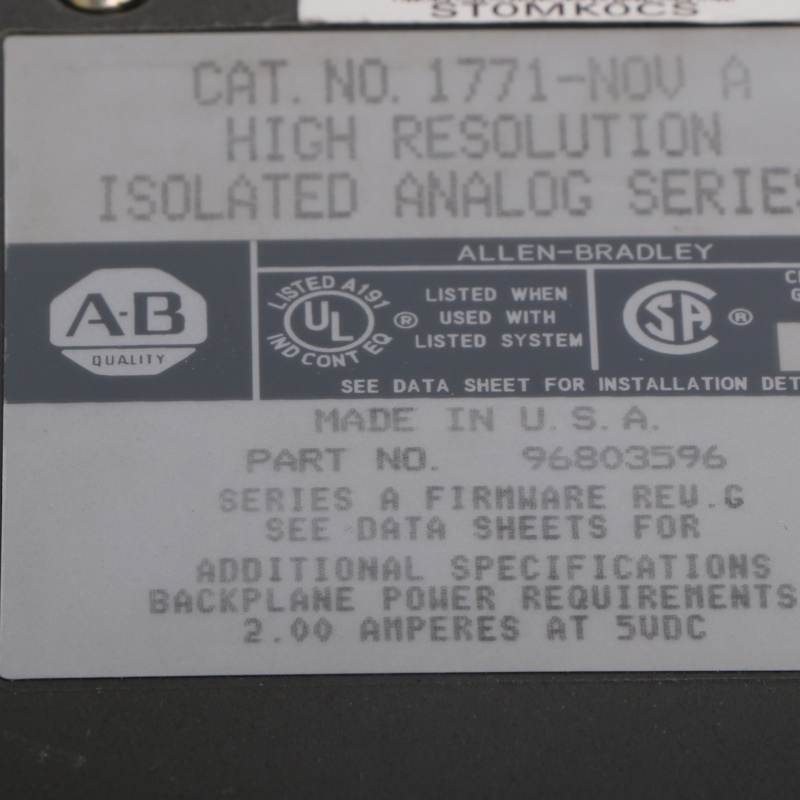 STOMKOCS
CAT. NO. 1771-NOV A
HIGH RESOLUTION
ISOLATED ANALOG SERIES
ALLEN-BRADLEY
A-B
QUALITY
LISTED A191
UL
IND CONT EQ
®
LISTED WHEN
USED WITH
LISTED SYSTEM
SA
®
SEE DATA SHEET FOR INSTALLATION DET
MADE IN U.S.A.
PART NO. 96803596
SERIES A FIRMWARE REV.G
SEE DATA SHEETS FOR
ADDITIONAL SPECIFICATIONS
BACKPLANE POWER REQUIREMENTS
2.00 AMPERES AT 5VDC